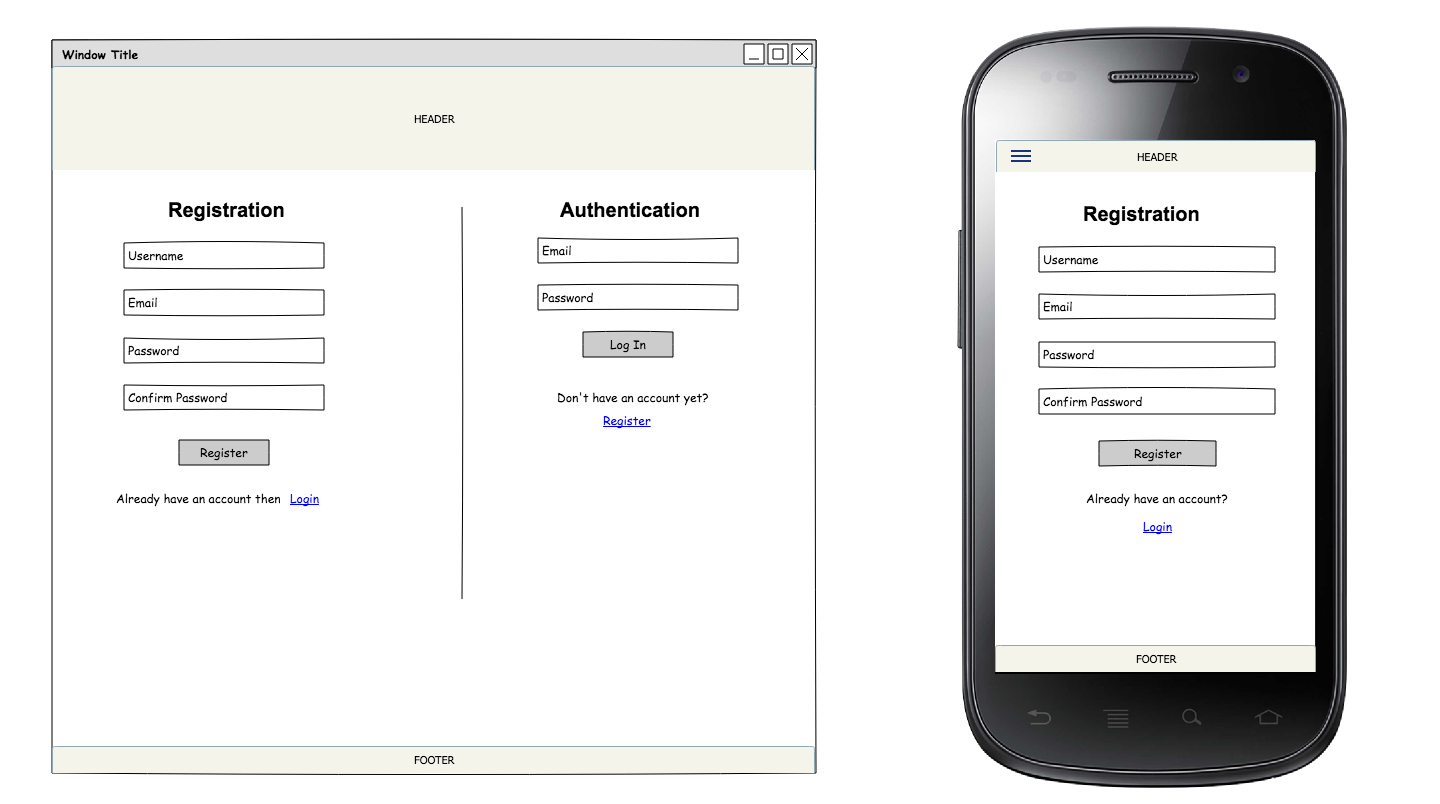 Window Title
HEADER
Registration
Username
Email
Password
Confirm Password
Register
Already have an account then Login
Authentication
Email
Password
Log In
Don't have an account yet?
Register
FOOTER
HEADER
Registration
Username
Email
Password
Confirm Password
Register
Already have an account?
Login
FOOTER